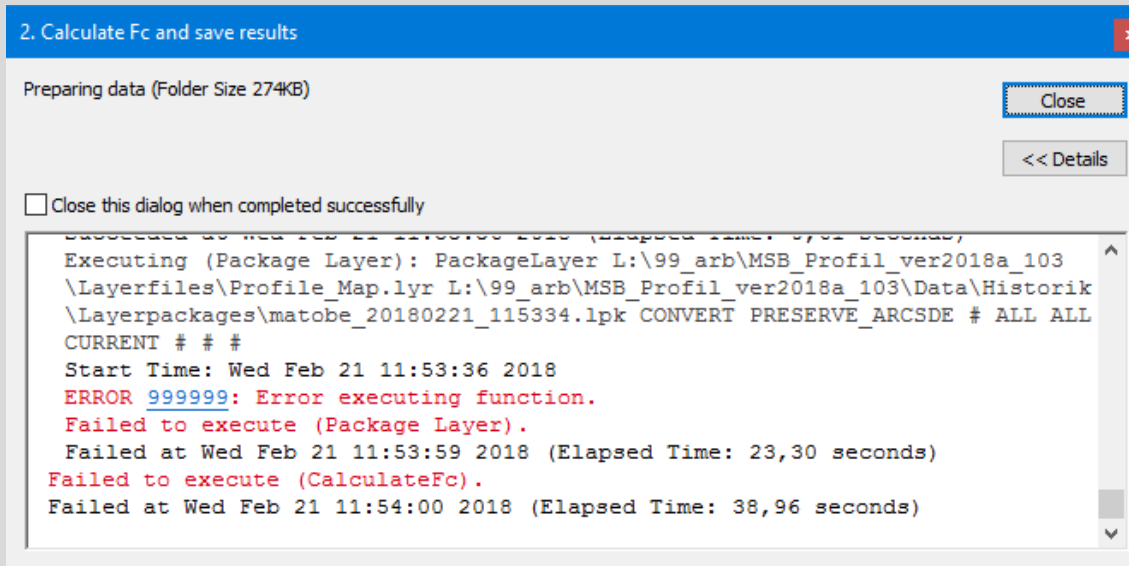 2. Calculate Fc and save results
Preparing data (Folder Size 274KB)
Close
<< Details
Close this dialog when completed successfully
Executing (Package Layer): PackageLayer L:\99_arb\MSB_Profil_ver2018a_103
\Layerfiles\Profile_Map.lyr L:\99_arb\MSB_Profil_ver2018a_103\Data\Historik
\Layerpackages\matobe_20180221_115334.lpk CONVERT PRESERVE_ARCSDE # ALL ALL
CURRENT # # #
Start Time: Wed Feb 21 11:53:36 2018
ERROR 999999: Error executing function.
Failed to execute (Package Layer).
Failed at Wed Feb 21 11:53:59 2018 (Elapsed Time: 23,30 seconds)
Failed to execute (CalculateFc).
Failed at Wed Feb 21 11:54:00 2018 (Elapsed Time: 38,96 seconds)